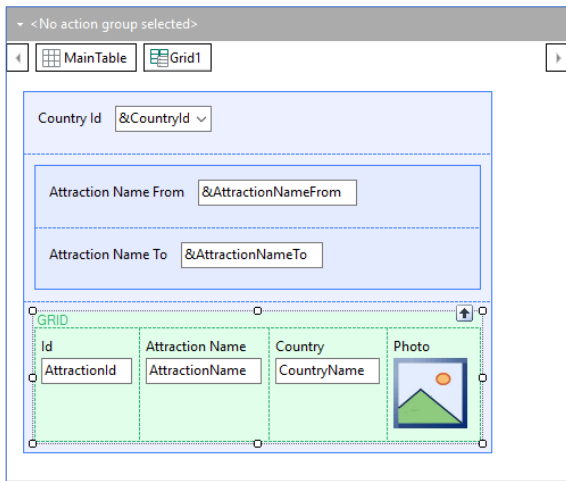 <No action group selected>
MainTable Grid1
Country Id &CountryId
Attraction Name From &AttractionNameFrom
Attraction Name To &AttractionNameTo
GRID
Id Attraction Name Country Photo
AttractionId AttractionName CountryName